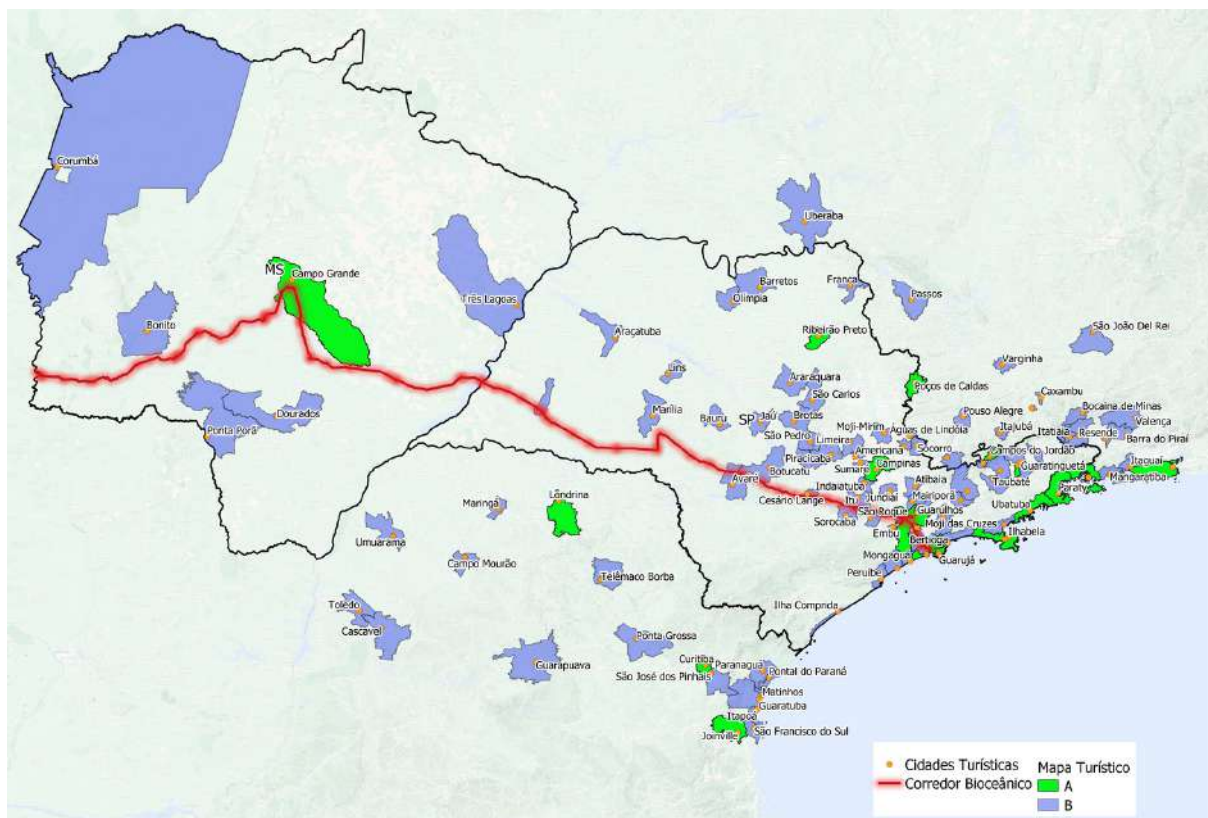 Corumbá
Uberaba
MS
Campo Grande
Barretos
Franca
Três Lagoas
Olímpia
Passos
Bonito
Araçatuba
Ribeirão Preto
São João Del Rei
Varginha
Lins
Araraquara
Poços de Caldas
Caxambu
São Carlos
Dourados
Marília
Bauru
SP
Jaú
Brotas
Moji-Mirim
Águas de Lindóia
Pouso Alegre
Bocaina de Minas
Ponta Porã
São Pedro
Limeira
Itajubá
Itatiaia
Resende
Valença
Barra do Piraí
Piracicaba
Americana
Socorro
Campos do Jordão
Botucatu
Sumaré
Campinas
Guaratinguetá
Itaguaí
Avaré
Indaiatuba
Atibaia
Taubaté
Mangaratiba
Maringá
Londrina
Cesário Lange
Itu
Jundiaí
Mairiporã
Paraty
São Roque
Guarulhos
Ubatuba
Sorocaba
Embu
Moji das Cruzes
Ilhabela
Umuarama
Bertioga
Campo Mourão
Mongaguá
Guarujá
Telêmaco Borba
Peruíbe
Toledo
Ilha Comprida
Cascavel
Ponta Grossa
Guarapuava
Curitiba
Paranaguá
São José dos Pinhais
Pontal do Paraná
Matinhos
Guaratuba
Itapoá
Joinville
São Francisco do Sul
Cidades Turísticas
Corredor Bioceânico
Mapa Turístico
A
B